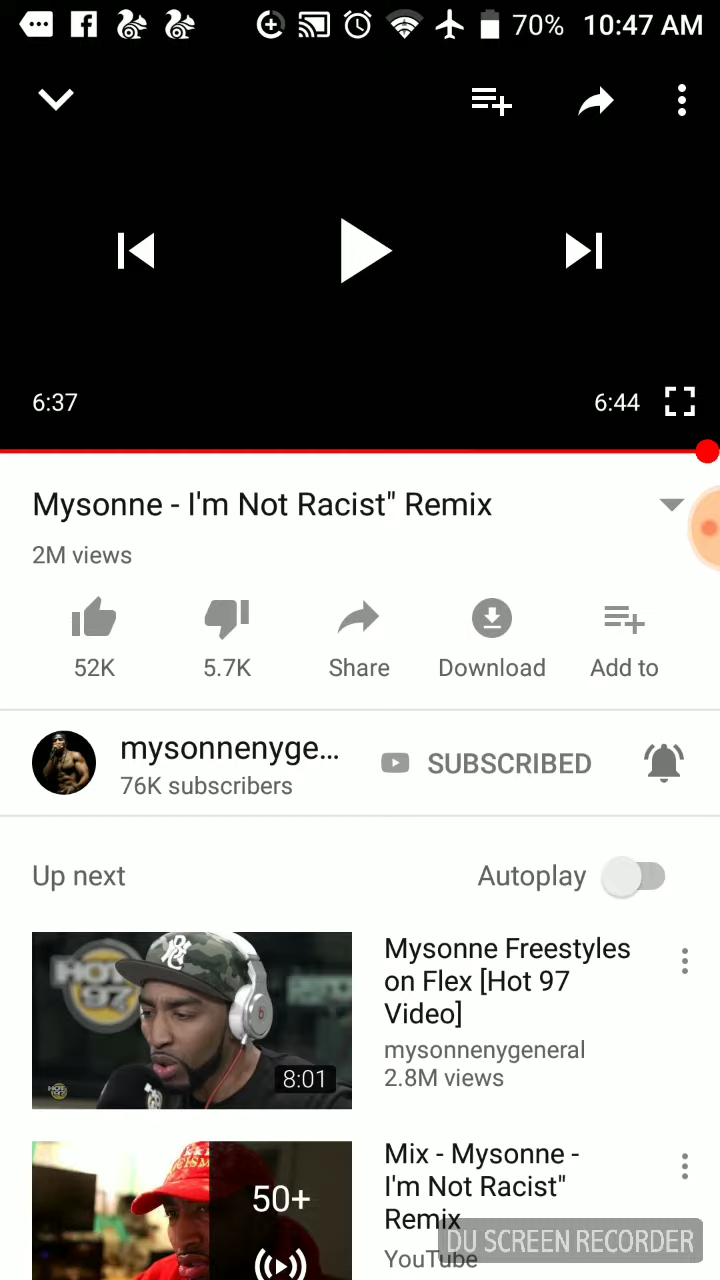 70% 10:47 AM
6:37
6:44
Mysonne - I'm Not Racist" Remix
2M views
52K
5.7K
Share
Download
Add to
mysonnenyge...
76K subscribers
SUBSCRIBED
Up next
Autoplay
HOT
97
8:01
Mysonne Freestyles
on Flex [Hot 97
Video]
mysonnenygeneral
2.8M views
50+
Mix - Mysonne -
I'm Not Racist"
Remix
YouTube
DU SCREEN RECORDER